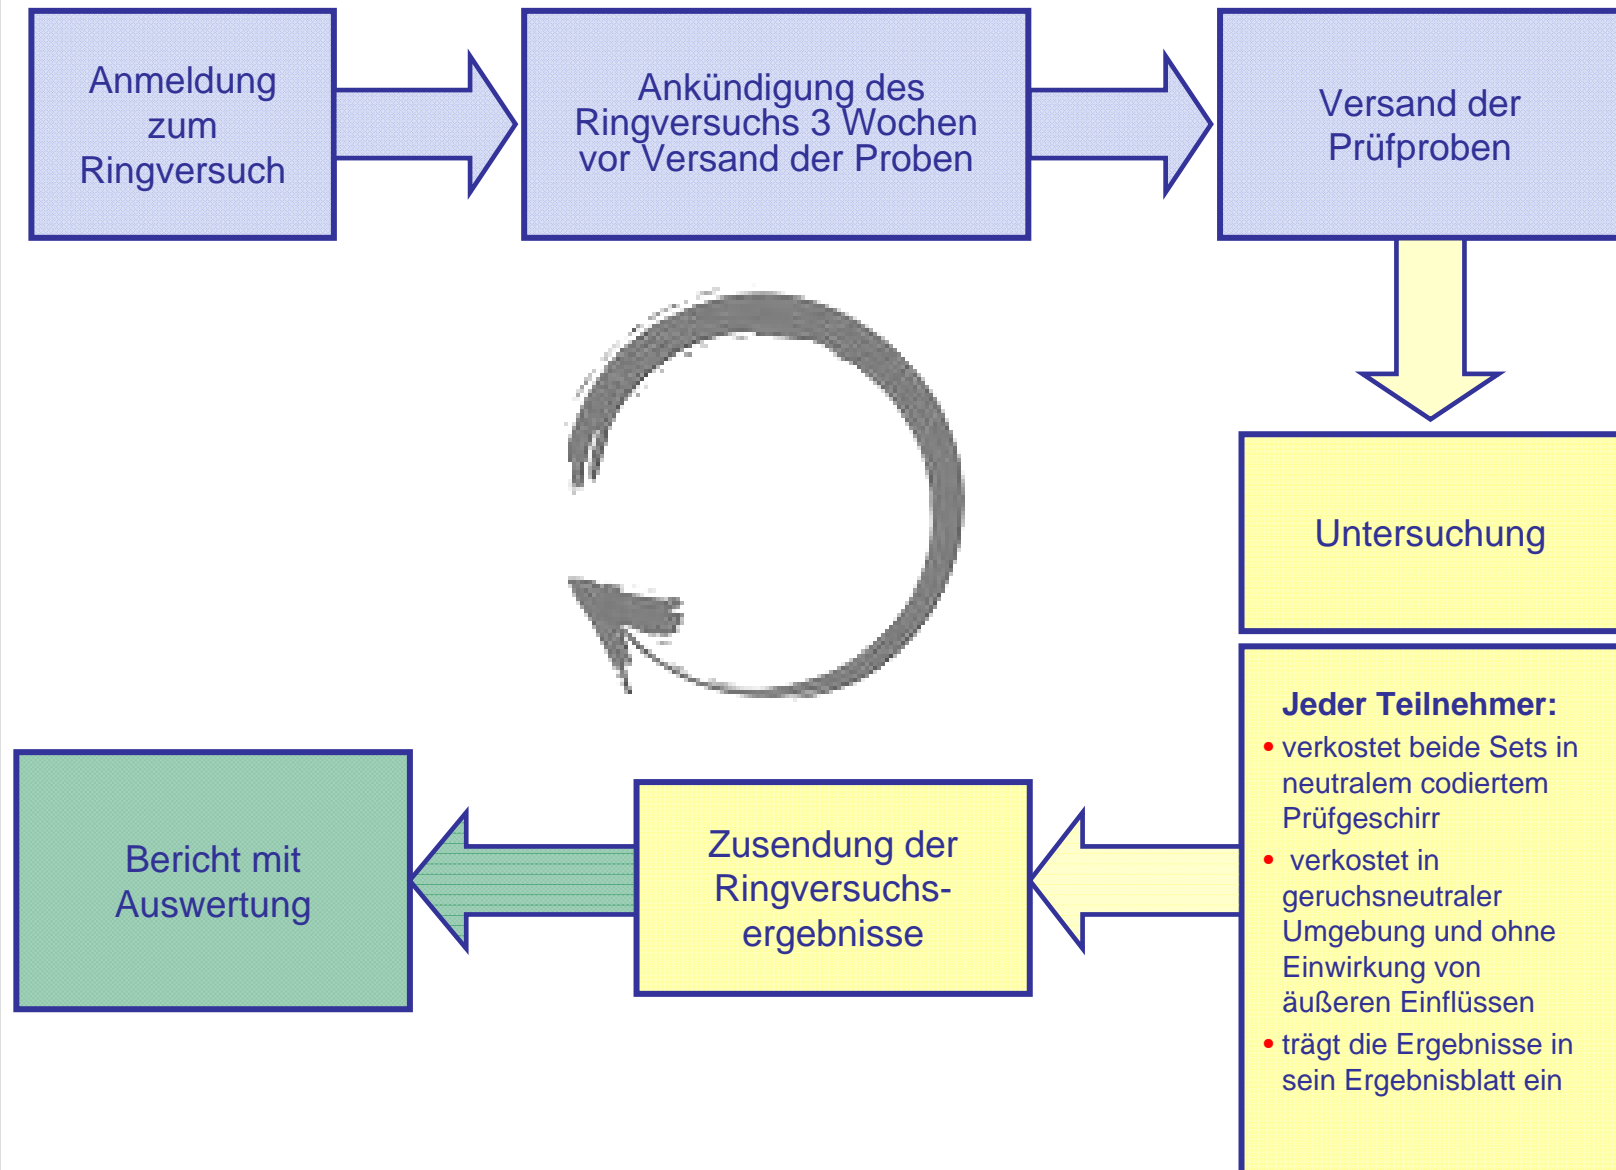 Anmeldung
zum
Ringversuch
Ankündigung des
Ringversuchs 3 Wochen
vor Versand der Proben
Versand der
Prüfproben
Untersuchung
Jeder Teilnehmer:
• verkostet beide Sets in
neutralem codiertem
Prüfgeschirr
• verkostet in
geruchsneutraler
Umgebung und ohne
Einwirkung von
äußeren Einflüssen
• trägt die Ergebnisse in
sein Ergebnisblatt ein
Zusendung der
Ringversuchs-
ergebnisse
Bericht mit
Auswertung